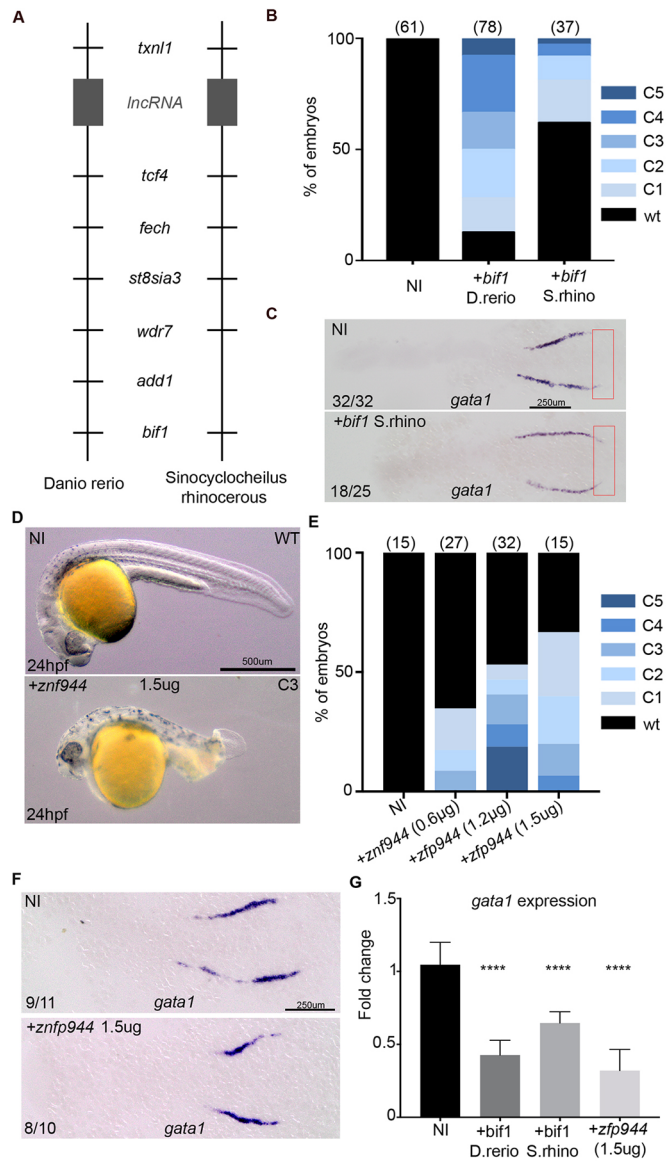 A
txnl1
lncRNA
tcf4
fech
st8sia3
wdr7
add1
bif1
Danio rerio
Sinocyclocheilus
rhinocerous
B
(61) (78) (37)
100
50
0
% of embryos
NI
+bif1
D.rerio
+bif1
S.rhino
C5
C4
C3
C2
C1
wt
C
NI
32/32
gata1
250um
+bif1 S.rhino
18/25
gata1
D
NI
WT
24hpf
500um
+znf944 1.5ug C3
24hpf
E
(15) (27) (32) (15)
100
50
0
% of embryos
NI
+znf944 (0.6µg)
+zfp944 (1.2µg)
+zfp944 (1.5ug)
C5
C4
C3
C2
C1
wt
F
NI
9/11
gata1
250um
+znfp944 1.5ug
8/10
gata1
G
gata1 expression
1.5
1
0.5
0
Fold change
**** **** ****
NI
+bif1
D.rerio
+bif1
S.rhino
+zfp944
(1.5ug)